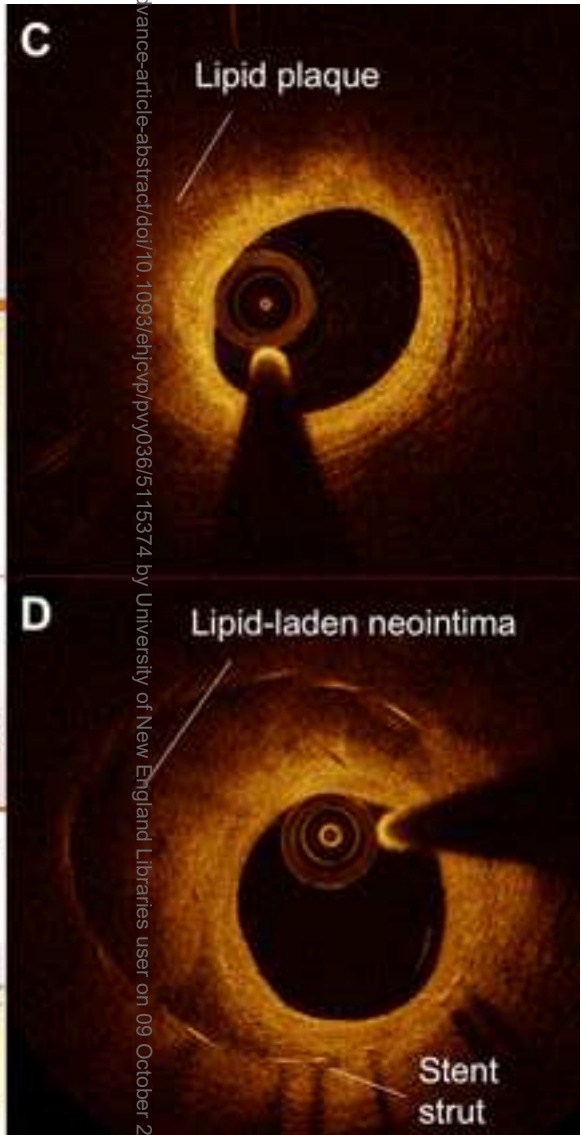 C
Lipid plaque
D
Lipid-laden neointima
Stent
strut
dvance-article-abstract/doi/10.1093/ehjcvp/pvy036/5115374 by University of New England Libraries user on 09 October 2